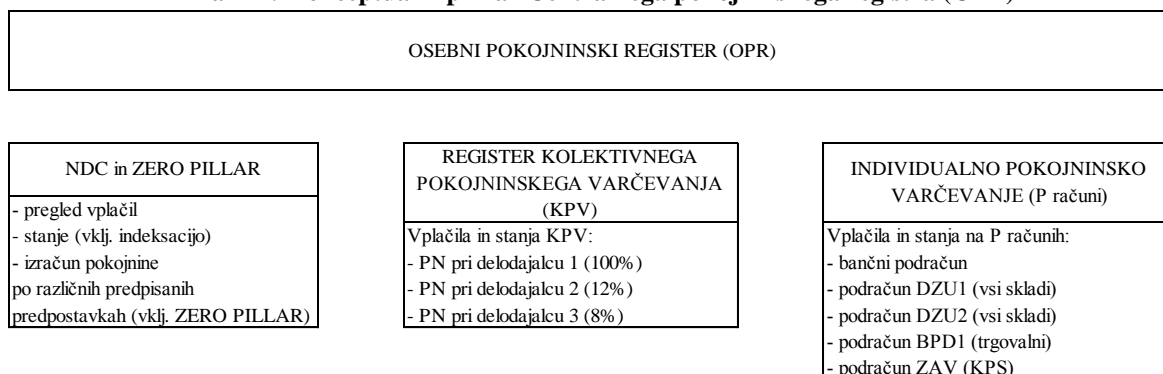 OSEBNI POKOJNINSKI REGISTER (OPR)
NDC in ZERO PILLAR
- pregled vplačil
- stanje (vklj. indeksacijo)
- izračun pokojnine
po različnih predpisanih
predpostavkah (vklj. ZERO PILLAR)
REGISTER KOLEKTIVNEGA
POKOJNINSKEGA VARČEVANJA
(KPV)
Vplačila in stanja KPV:
- PN pri delodajalcu 1 (100%)
- PN pri delodajalcu 2 (12%)
- PN pri delodajalcu 3 (8%)
INDIVIDUALNO POKOJNINSKO
VARČEVANJE (P računi)
Vplačila in stanja na P računih:
- bančni podračun
- podračun DZU1 (vsi skladi)
- podračun DZU2 (vsi skladi)
- podračun BPD1 (trgovalni)
- podračun ZAV (KPS)